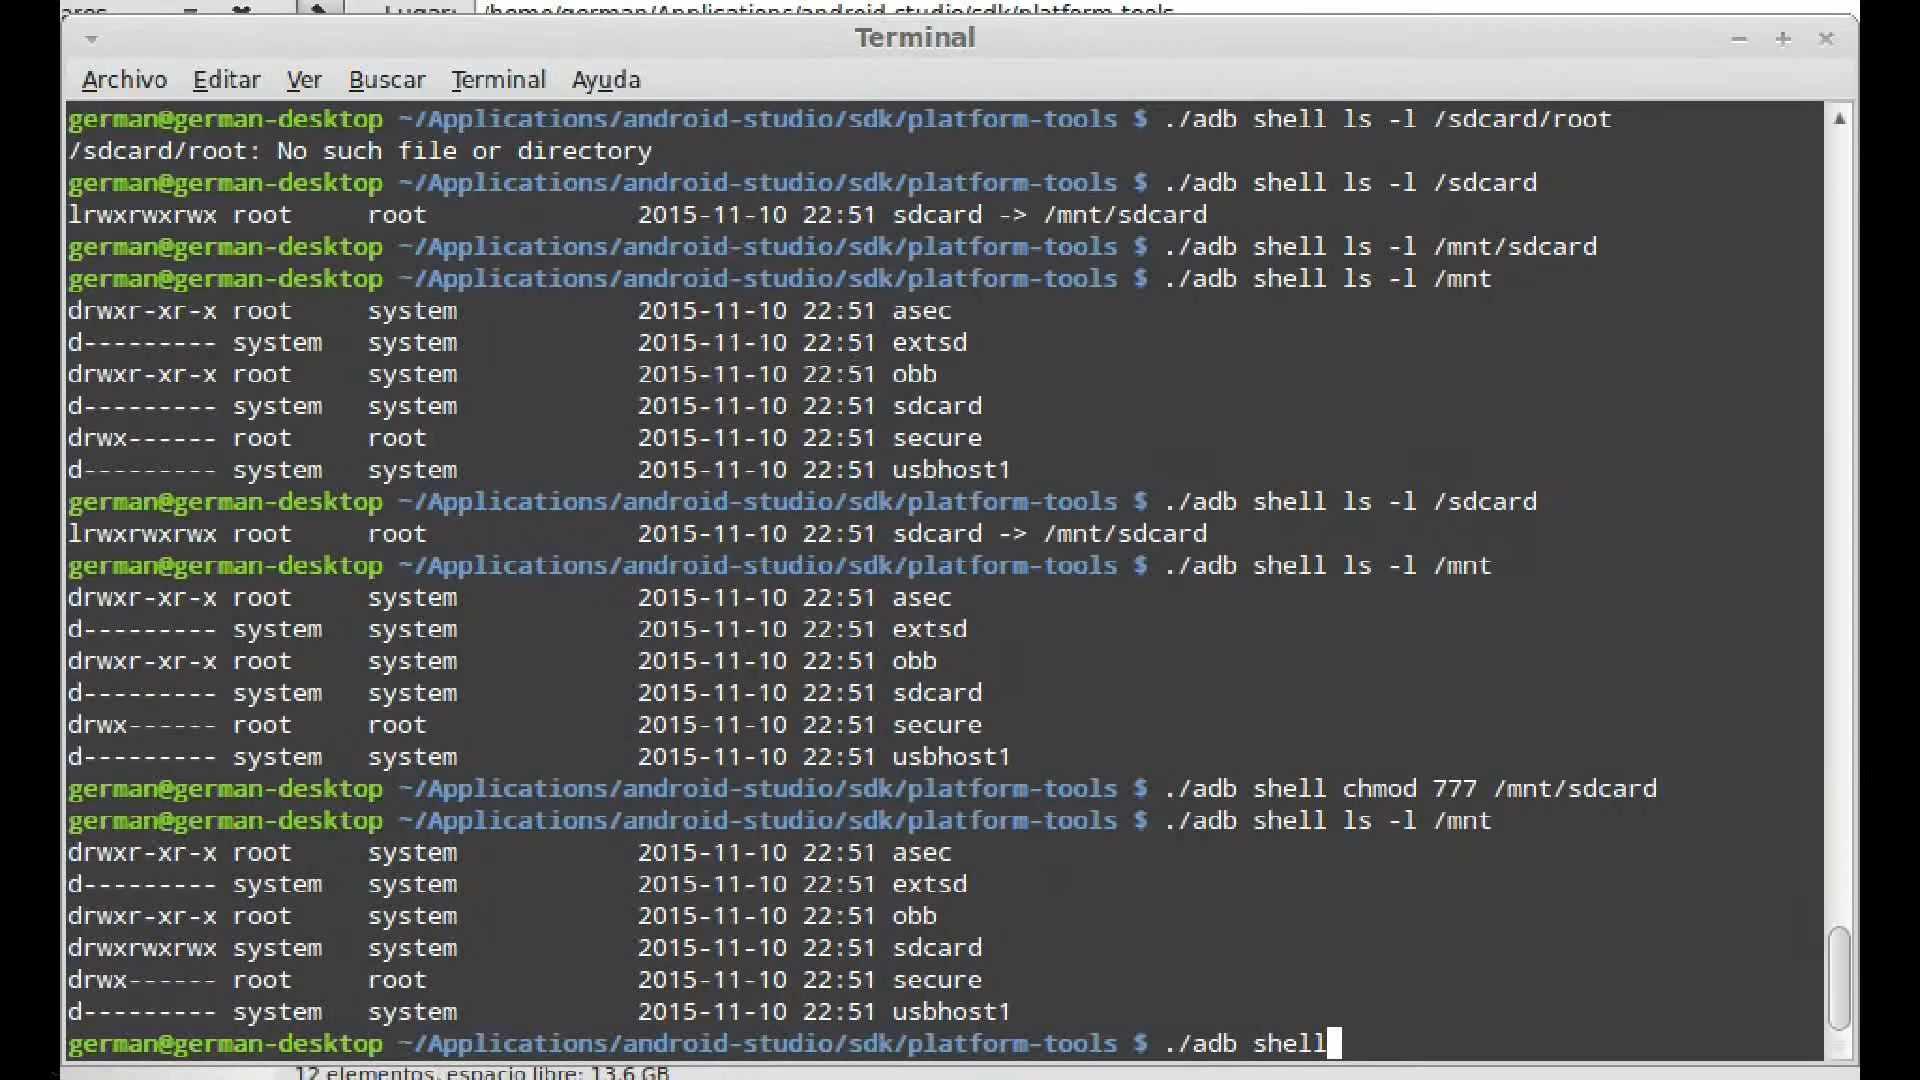 Lugar: /home/german/Applications/android-studio/sdk/platform-tools
Terminal
Archivo Editar Ver Buscar Terminal Ayuda
german@german-desktop ~/Applications/android-studio/sdk/platform-tools $ ./adb shell ls -l /sdcard/root
/sdcard/root: No such file or directory
german@german-desktop ~/Applications/android-studio/sdk/platform-tools $ ./adb shell ls -l /sdcard
lrwxrwxrwx root root 2015-11-10 22:51 sdcard -> /mnt/sdcard
german@german-desktop ~/Applications/android-studio/sdk/platform-tools $ ./adb shell ls -l /mnt/sdcard
german@german-desktop ~/Applications/android-studio/sdk/platform-tools $ ./adb shell ls -l /mnt
drwxr-xr-x root system 2015-11-10 22:51 asec
d--------- system system 2015-11-10 22:51 extsd
drwxr-xr-x root system 2015-11-10 22:51 obb
d--------- system system 2015-11-10 22:51 sdcard
drwx------ root root 2015-11-10 22:51 secure
d--------- system system 2015-11-10 22:51 usbhost1
german@german-desktop ~/Applications/android-studio/sdk/platform-tools $ ./adb shell ls -l /sdcard
lrwxrwxrwx root root 2015-11-10 22:51 sdcard -> /mnt/sdcard
german@german-desktop ~/Applications/android-studio/sdk/platform-tools $ ./adb shell ls -l /mnt
drwxr-xr-x root system 2015-11-10 22:51 asec
d--------- system system 2015-11-10 22:51 extsd
drwxr-xr-x root system 2015-11-10 22:51 obb
d--------- system system 2015-11-10 22:51 sdcard
drwx------ root root 2015-11-10 22:51 secure
d--------- system system 2015-11-10 22:51 usbhost1
german@german-desktop ~/Applications/android-studio/sdk/platform-tools $ ./adb shell chmod 777 /mnt/sdcard
german@german-desktop ~/Applications/android-studio/sdk/platform-tools $ ./adb shell ls -l /mnt
drwxr-xr-x root system 2015-11-10 22:51 asec
d--------- system system 2015-11-10 22:51 extsd
drwxr-xr-x root system 2015-11-10 22:51 obb
drwxrwxrwx system system 2015-11-10 22:51 sdcard
drwx------ root root 2015-11-10 22:51 secure
d--------- system system 2015-11-10 22:51 usbhost1
german@german-desktop ~/Applications/android-studio/sdk/platform-tools $ ./adb shell
12 elementos, espacio libre: 13,6 GB